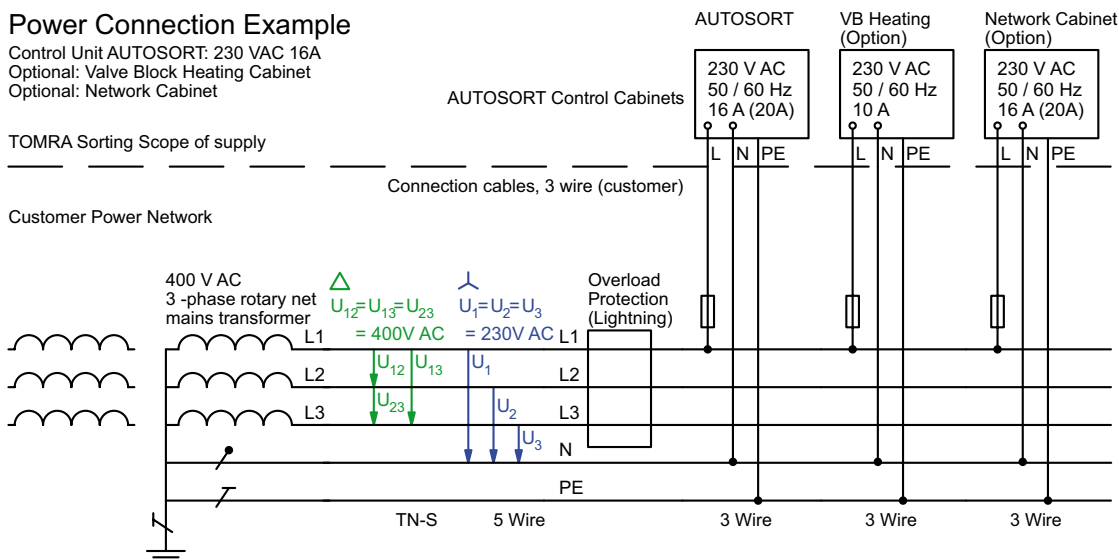 Power Connection Example
Control Unit AUTOSORT: 230 VAC 16A
Optional: Valve Block Heating Cabinet
Optional: Network Cabinet
AUTOSORT
VB Heating
(Option)
Network Cabinet
(Option)
AUTOSORT Control Cabinets
230 V AC
50 / 60 Hz
16 A (20A)
230 V AC
50 / 60 Hz
10 A
230 V AC
50 / 60 Hz
16 A (20A)
TOMRA Sorting Scope of supply
L N PE
L N PE
L N PE
Connection cables, 3 wire (customer)
Customer Power Network
400 V AC
3 -phase rotary net
mains transformer
U12=U13=U23
= 400V AC
U1=U2=U3
= 230V AC
Overload
Protection
(Lightning)
L1
L1
U12
U13
U1
L2
L2
U23
U2
L3
L3
U3
N
PE
TN-S
5 Wire
3 Wire
3 Wire
3 Wire